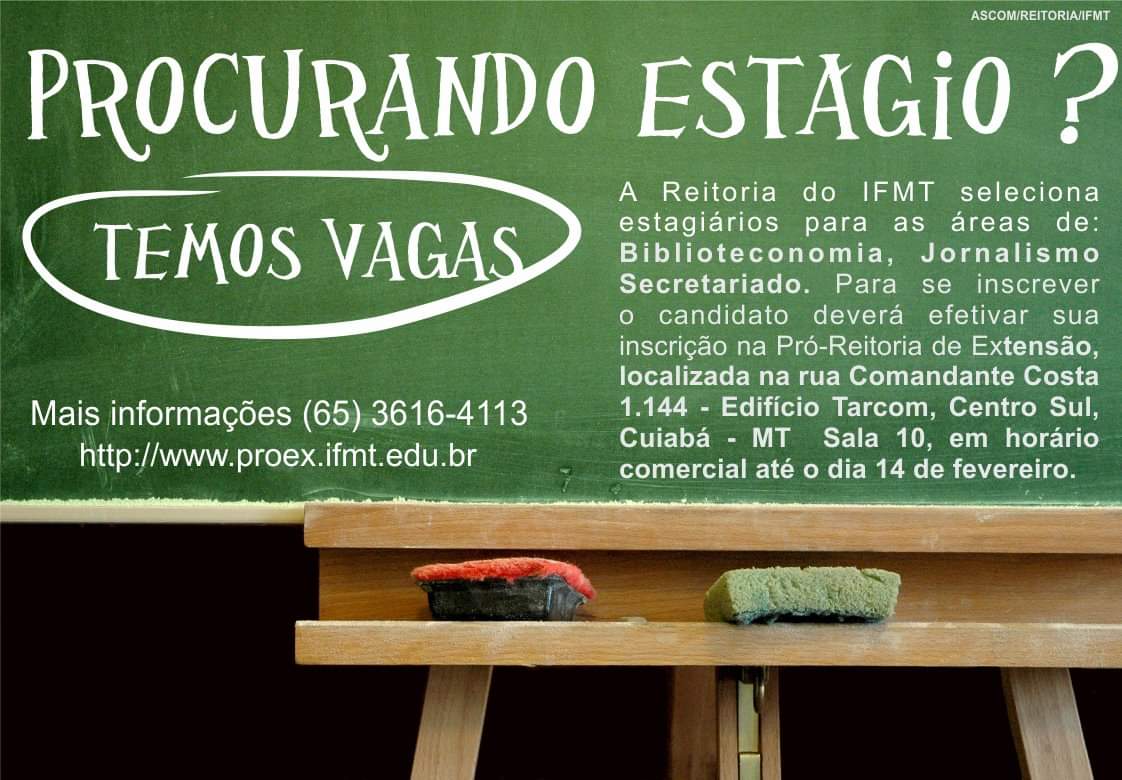 ASCOM/REITORIA/IFMT
PROCURANDO ESTAGIO ?
TEMOS VAGAS
A Reitoria do IFMT seleciona
estagiários para as áreas de:
Biblioteconomia, Jornalismo
Secretariado. Para se inscrever
o candidato deverá efetivar sua
inscrição na Pró-Reitoria de Extensão,
localizada na rua Comandante Costa
1.144 - Edifício Tarcom, Centro Sul,
Cuiabá - MT Sala 10, em horário
comercial até o dia 14 de fevereiro.
Mais informações (65) 3616-4113
http://www.proex.ifmt.edu.br